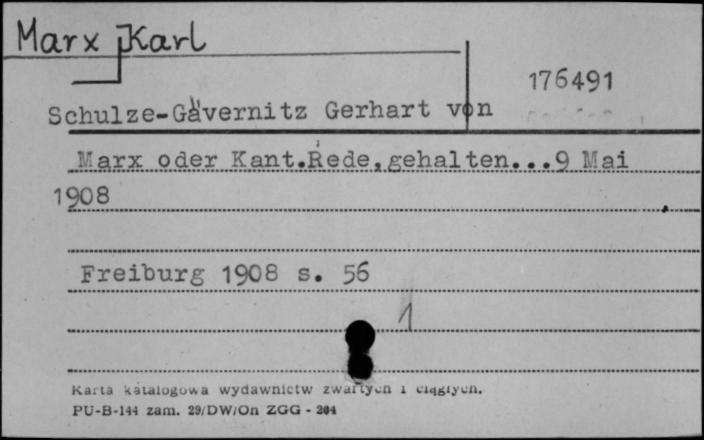 Marx Karl
176491
Schulze-Gävernitz Gerhart von
Marx oder Kant.Rede,gehalten...9 Mai
1908
Freiburg 1908 s. 56
1
Karta katalogowa wydawnictw zwartych i ciągłych.
PU-B-144 zam. 29/DW/On ZGG - 204